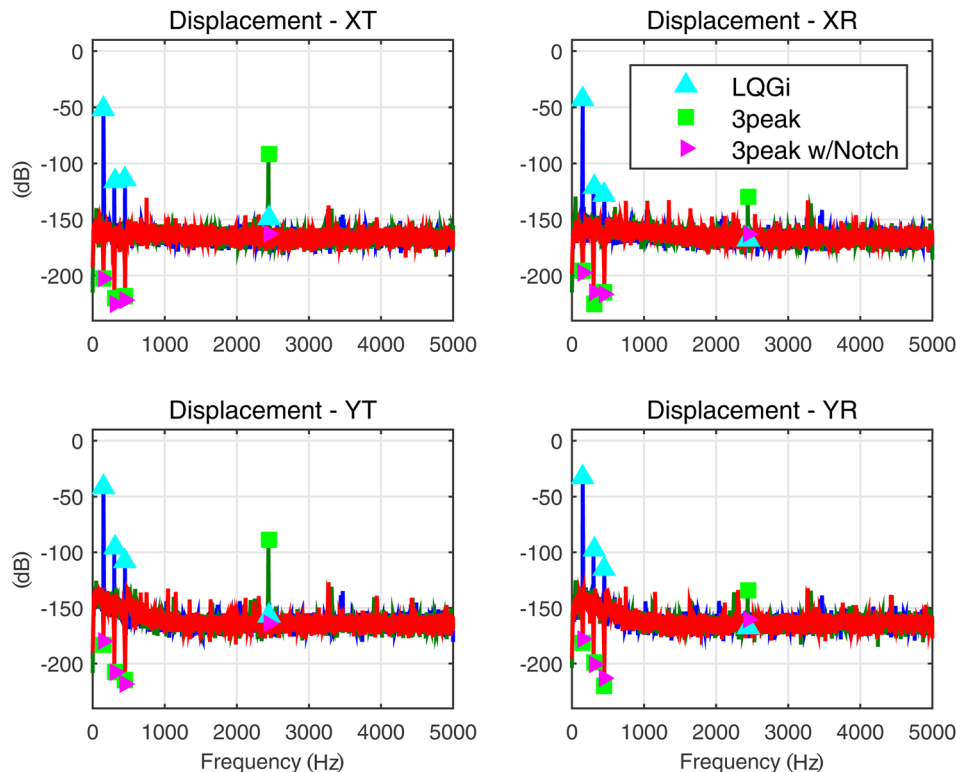 Displacement - XT
0
-50
-100
-150
-200
(dB)
0 1000 2000 3000 4000 5000
Displacement - XR
0
-50
-100
-150
-200
0 1000 2000 3000 4000 5000
LQGi
3peak
3peak w/Notch
Displacement - YT
0
-50
-100
-150
-200
(dB)
0 1000 2000 3000 4000 5000
Frequency (Hz)
Displacement - YR
0
-50
-100
-150
-200
0 1000 2000 3000 4000 5000
Frequency (Hz)